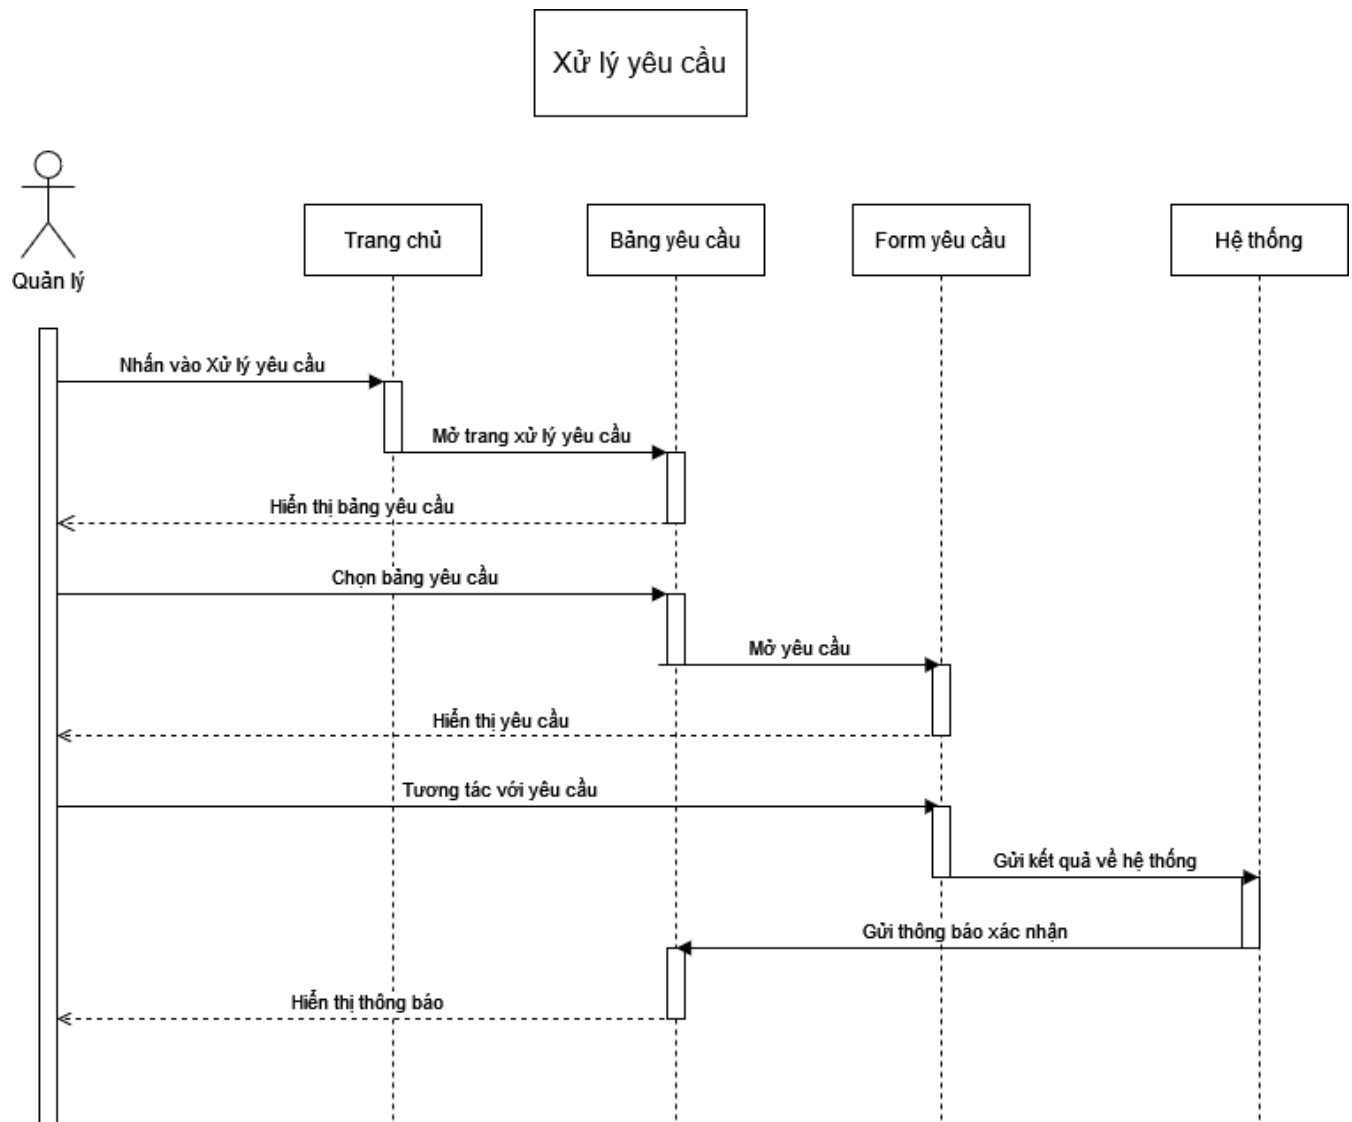 Xử lý yêu cầu
Quản lý
Trang chủ
Bảng yêu cầu
Form yêu cầu
Hệ thống
Nhấn vào Xử lý yêu cầu
Mở trang xử lý yêu cầu
Hiển thị bảng yêu cầu
Chọn bảng yêu cầu
Mở yêu cầu
Hiển thị yêu cầu
Tương tác với yêu cầu
Gửi kết quả về hệ thống
Gửi thông báo xác nhận
Hiển thị thông báo